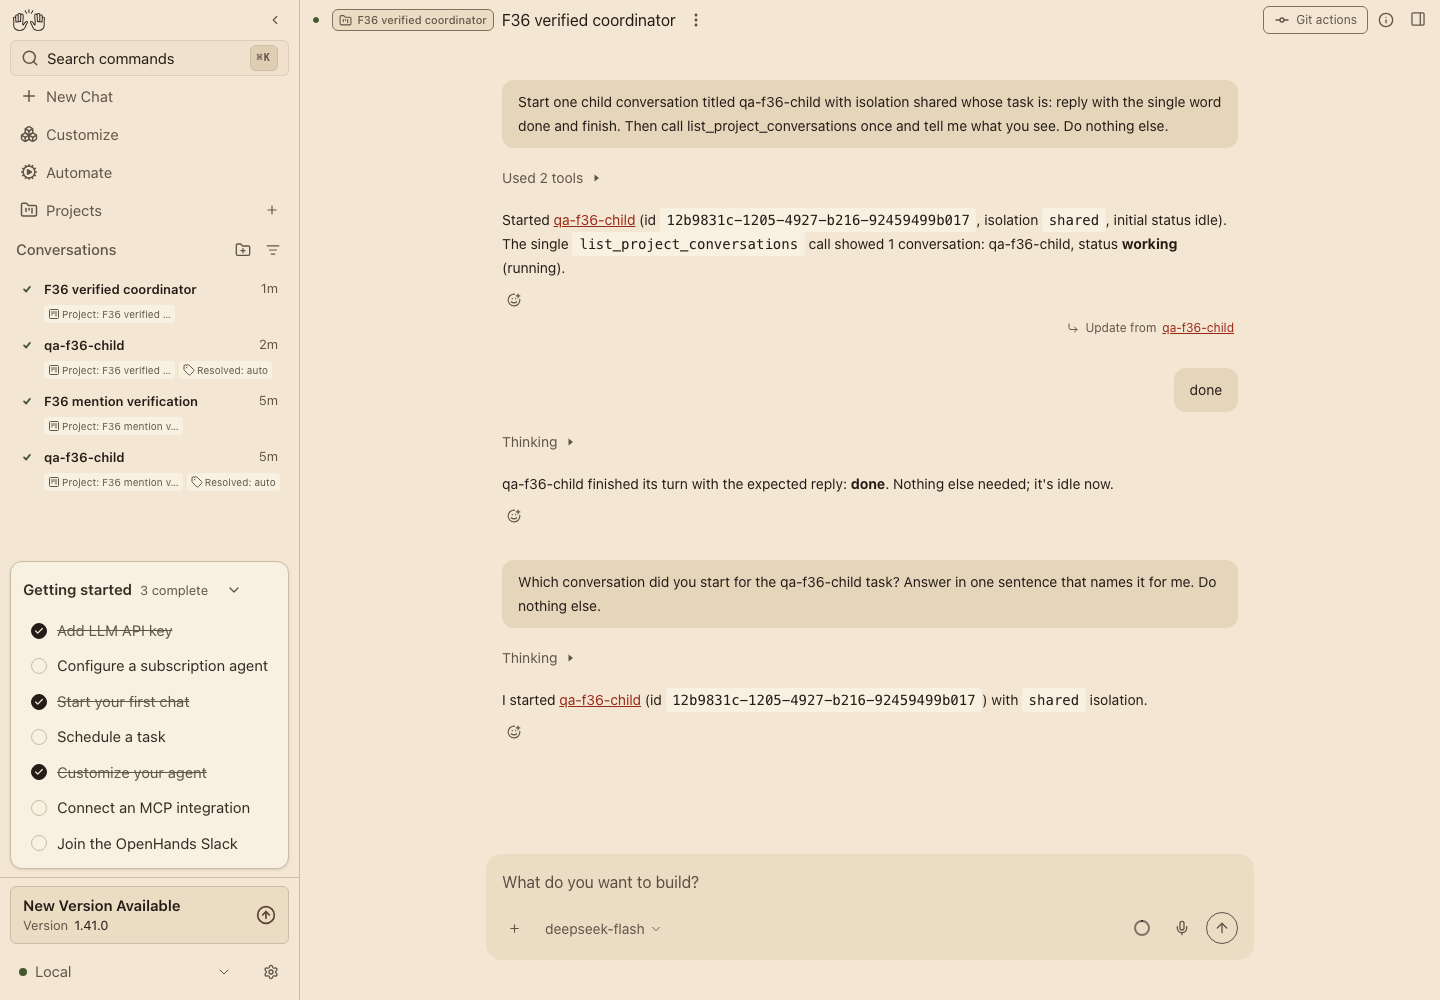 Search commands
⌘K
New Chat
Customize
Automate
Projects
Conversations
F36 verified coordinator
1m
Project: F36 verified ...
qa-f36-child
2m
Project: F36 verified ...
Resolved: auto
F36 mention verification
5m
Project: F36 mention v...
qa-f36-child
5m
Project: F36 mention v...
Resolved: auto
Getting started 3 complete
Add LLM API key
Configure a subscription agent
Start your first chat
Schedule a task
Customize your agent
Connect an MCP integration
Join the OpenHands Slack
New Version Available
Version 1.41.0
Local
F36 verified coordinator
F36 verified coordinator
Git actions
Start one child conversation titled qa-f36-child with isolation shared whose task is: reply with the single word
done and finish. Then call list_project_conversations once and tell me what you see. Do nothing else.
Used 2 tools
Started qa-f36-child (id 12b9831c-1205-4927-b216-92459499b017, isolation shared, initial status idle).
The single list_project_conversations call showed 1 conversation: qa-f36-child, status working
(running).
Update from qa-f36-child
done
Thinking
qa-f36-child finished its turn with the expected reply: done. Nothing else needed; it's idle now.
Which conversation did you start for the qa-f36-child task? Answer in one sentence that names it for me. Do
nothing else.
Thinking
I started qa-f36-child (id 12b9831c-1205-4927-b216-92459499b017) with shared isolation.
What do you want to build?
deepseek-flash